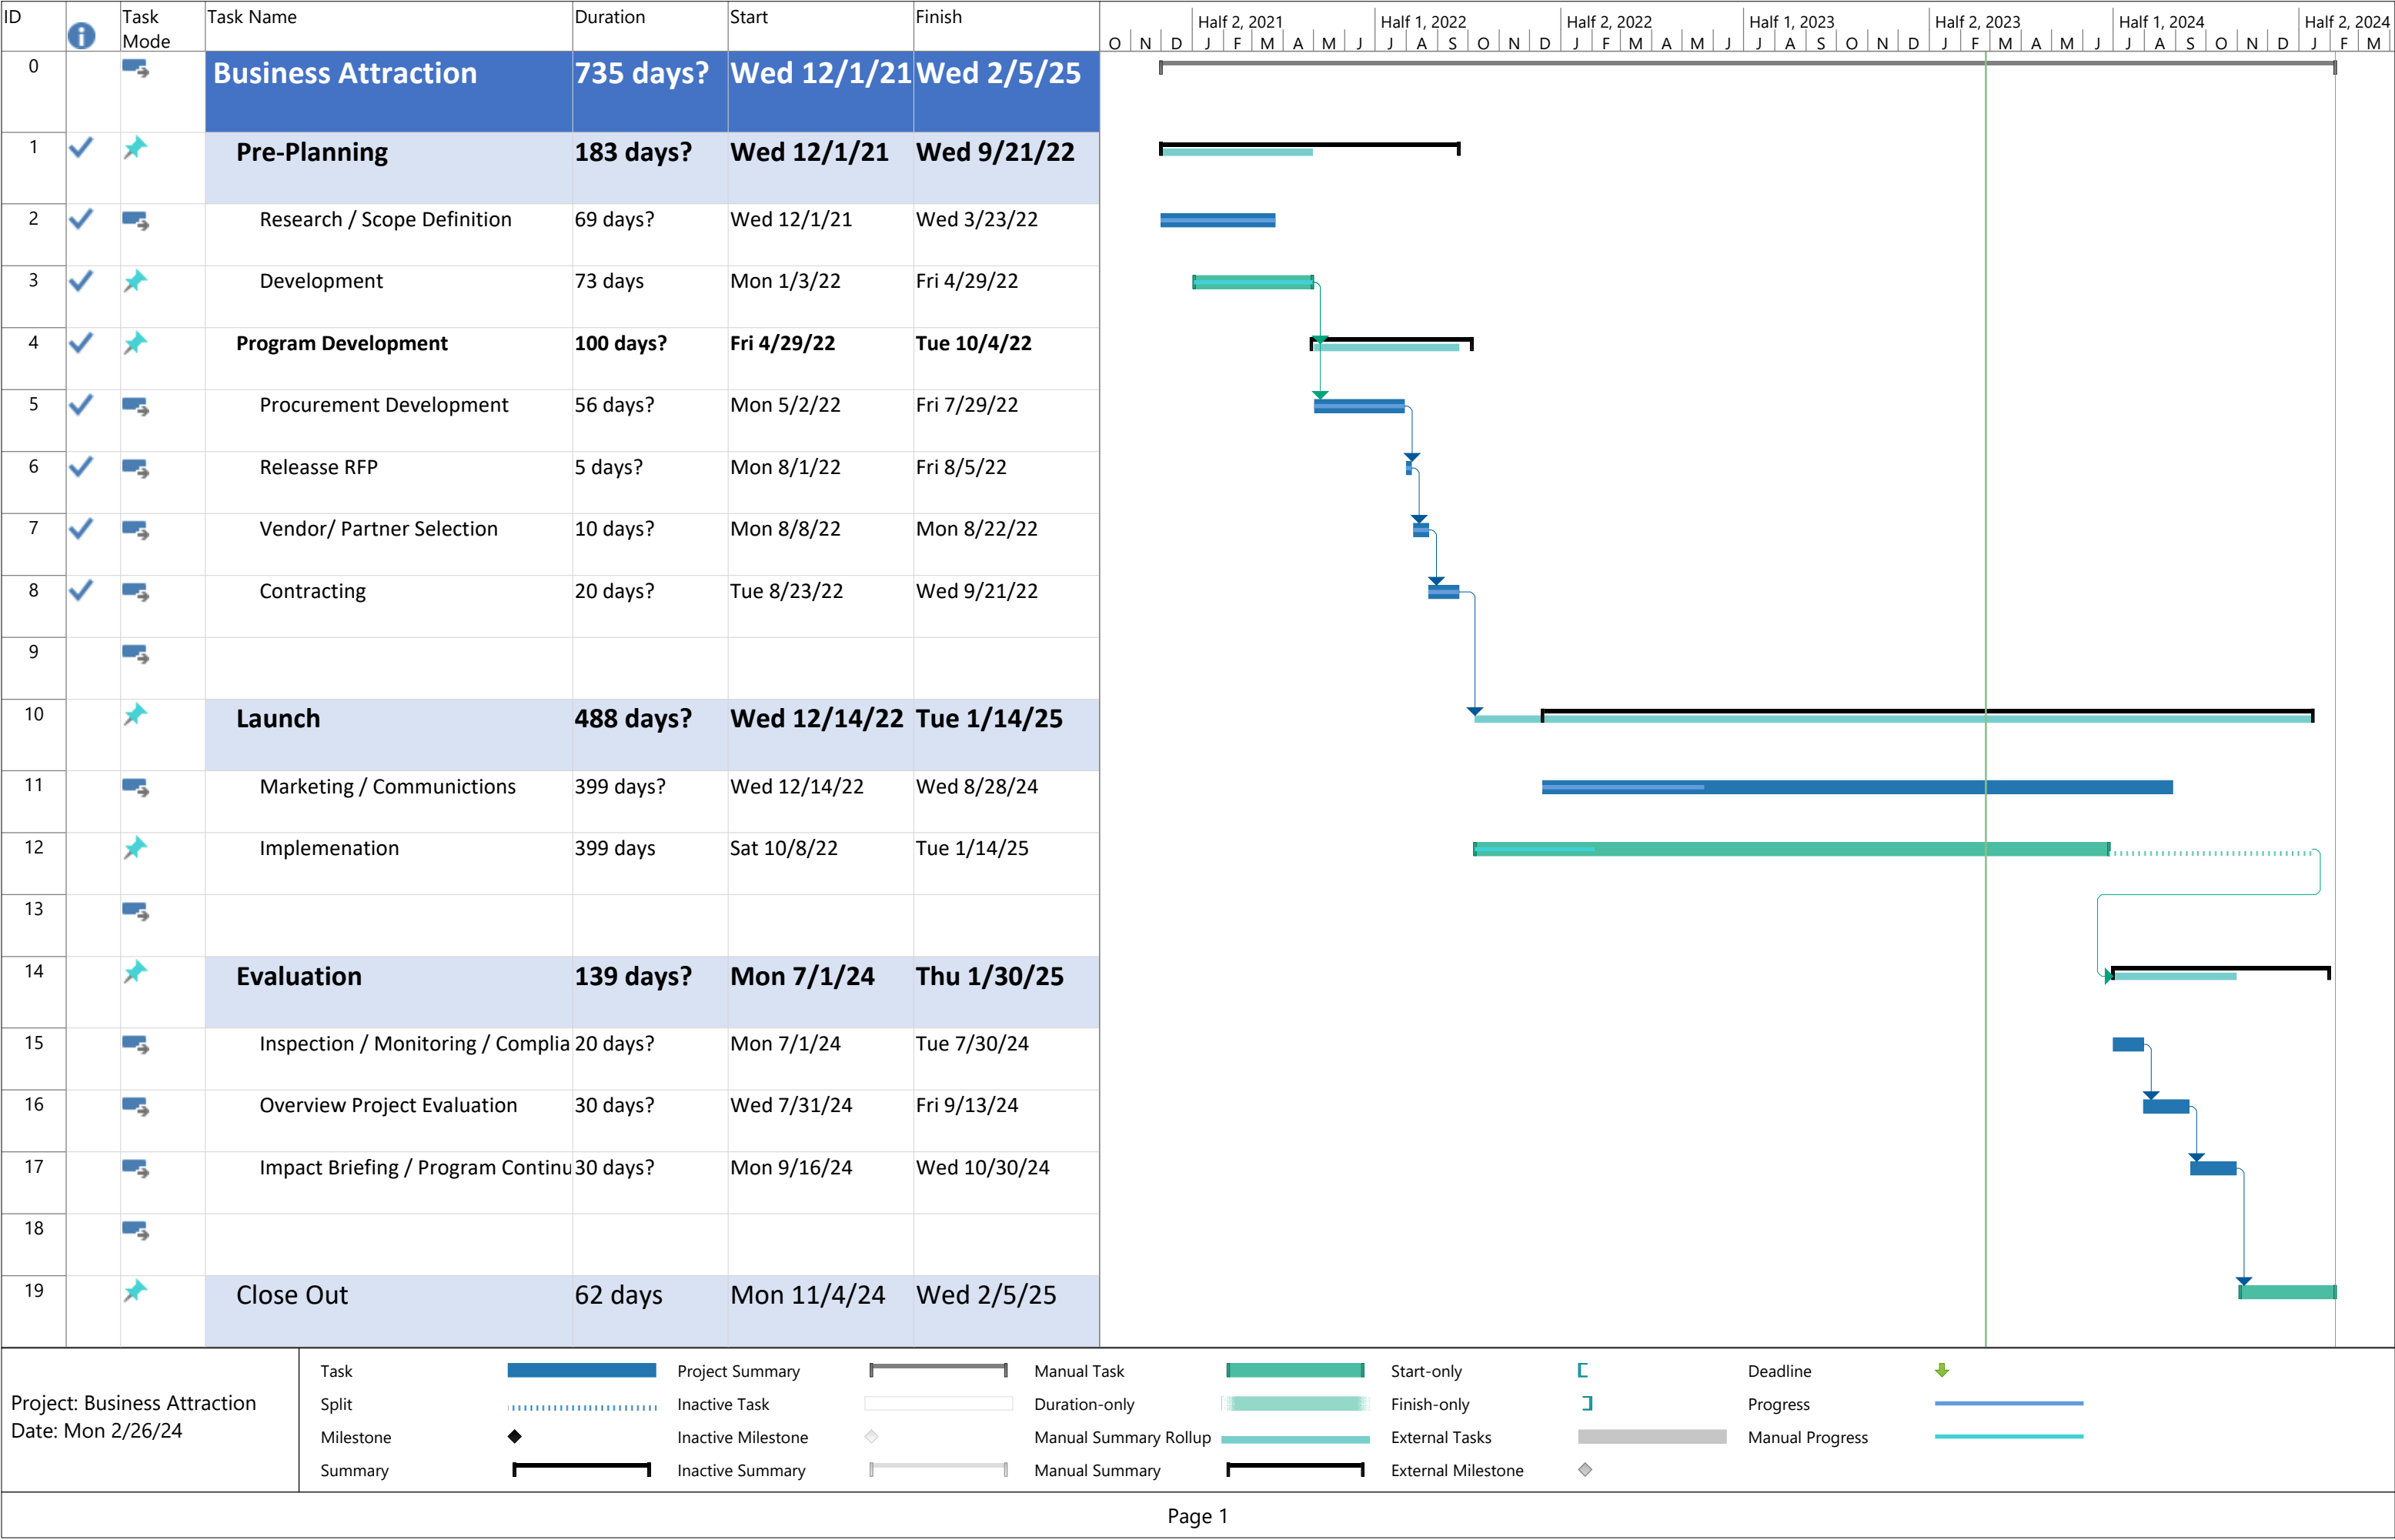 ID Task Mode Task Name Duration Start Finish
Half 2, 2021 Half 1, 2022 Half 2, 2022 Half 1, 2023 Half 2, 2023 Half 1, 2024 Half 2, 2024
O N D J F M A M J J A S O N D J F M A M J J A S O N D J F M A M J J A S O N D J F M
0 Business Attraction 735 days? Wed 12/1/21 Wed 2/5/25
1 Pre-Planning 183 days? Wed 12/1/21 Wed 9/21/22
2 Research / Scope Definition 69 days? Wed 12/1/21 Wed 3/23/22
3 Development 73 days Mon 1/3/22 Fri 4/29/22
4 Program Development 100 days? Fri 4/29/22 Tue 10/4/22
5 Procurement Development 56 days? Mon 5/2/22 Fri 7/29/22
6 Releasse RFP 5 days? Mon 8/1/22 Fri 8/5/22
7 Vendor/ Partner Selection 10 days? Mon 8/8/22 Mon 8/22/22
8 Contracting 20 days? Tue 8/23/22 Wed 9/21/22
9
10 Launch 488 days? Wed 12/14/22 Tue 1/14/25
11 Marketing / Communictions 399 days? Wed 12/14/22 Wed 8/28/24
12 Implemenation 399 days Sat 10/8/22 Tue 1/14/25
13
14 Evaluation 139 days? Mon 7/1/24 Thu 1/30/25
15 Inspection / Monitoring / Complia 20 days? Mon 7/1/24 Tue 7/30/24
16 Overview Project Evaluation 30 days? Wed 7/31/24 Fri 9/13/24
17 Impact Briefing / Program Continu 30 days? Mon 9/16/24 Wed 10/30/24
18
19 Close Out 62 days Mon 11/4/24 Wed 2/5/25
Project: Business Attraction
Date: Mon 2/26/24
Task Project Summary Manual Task Start-only Deadline
Split Inactive Task Duration-only Finish-only Progress
Milestone Inactive Milestone Manual Summary Rollup External Tasks Manual Progress
Summary Inactive Summary Manual Summary External Milestone
Page 1